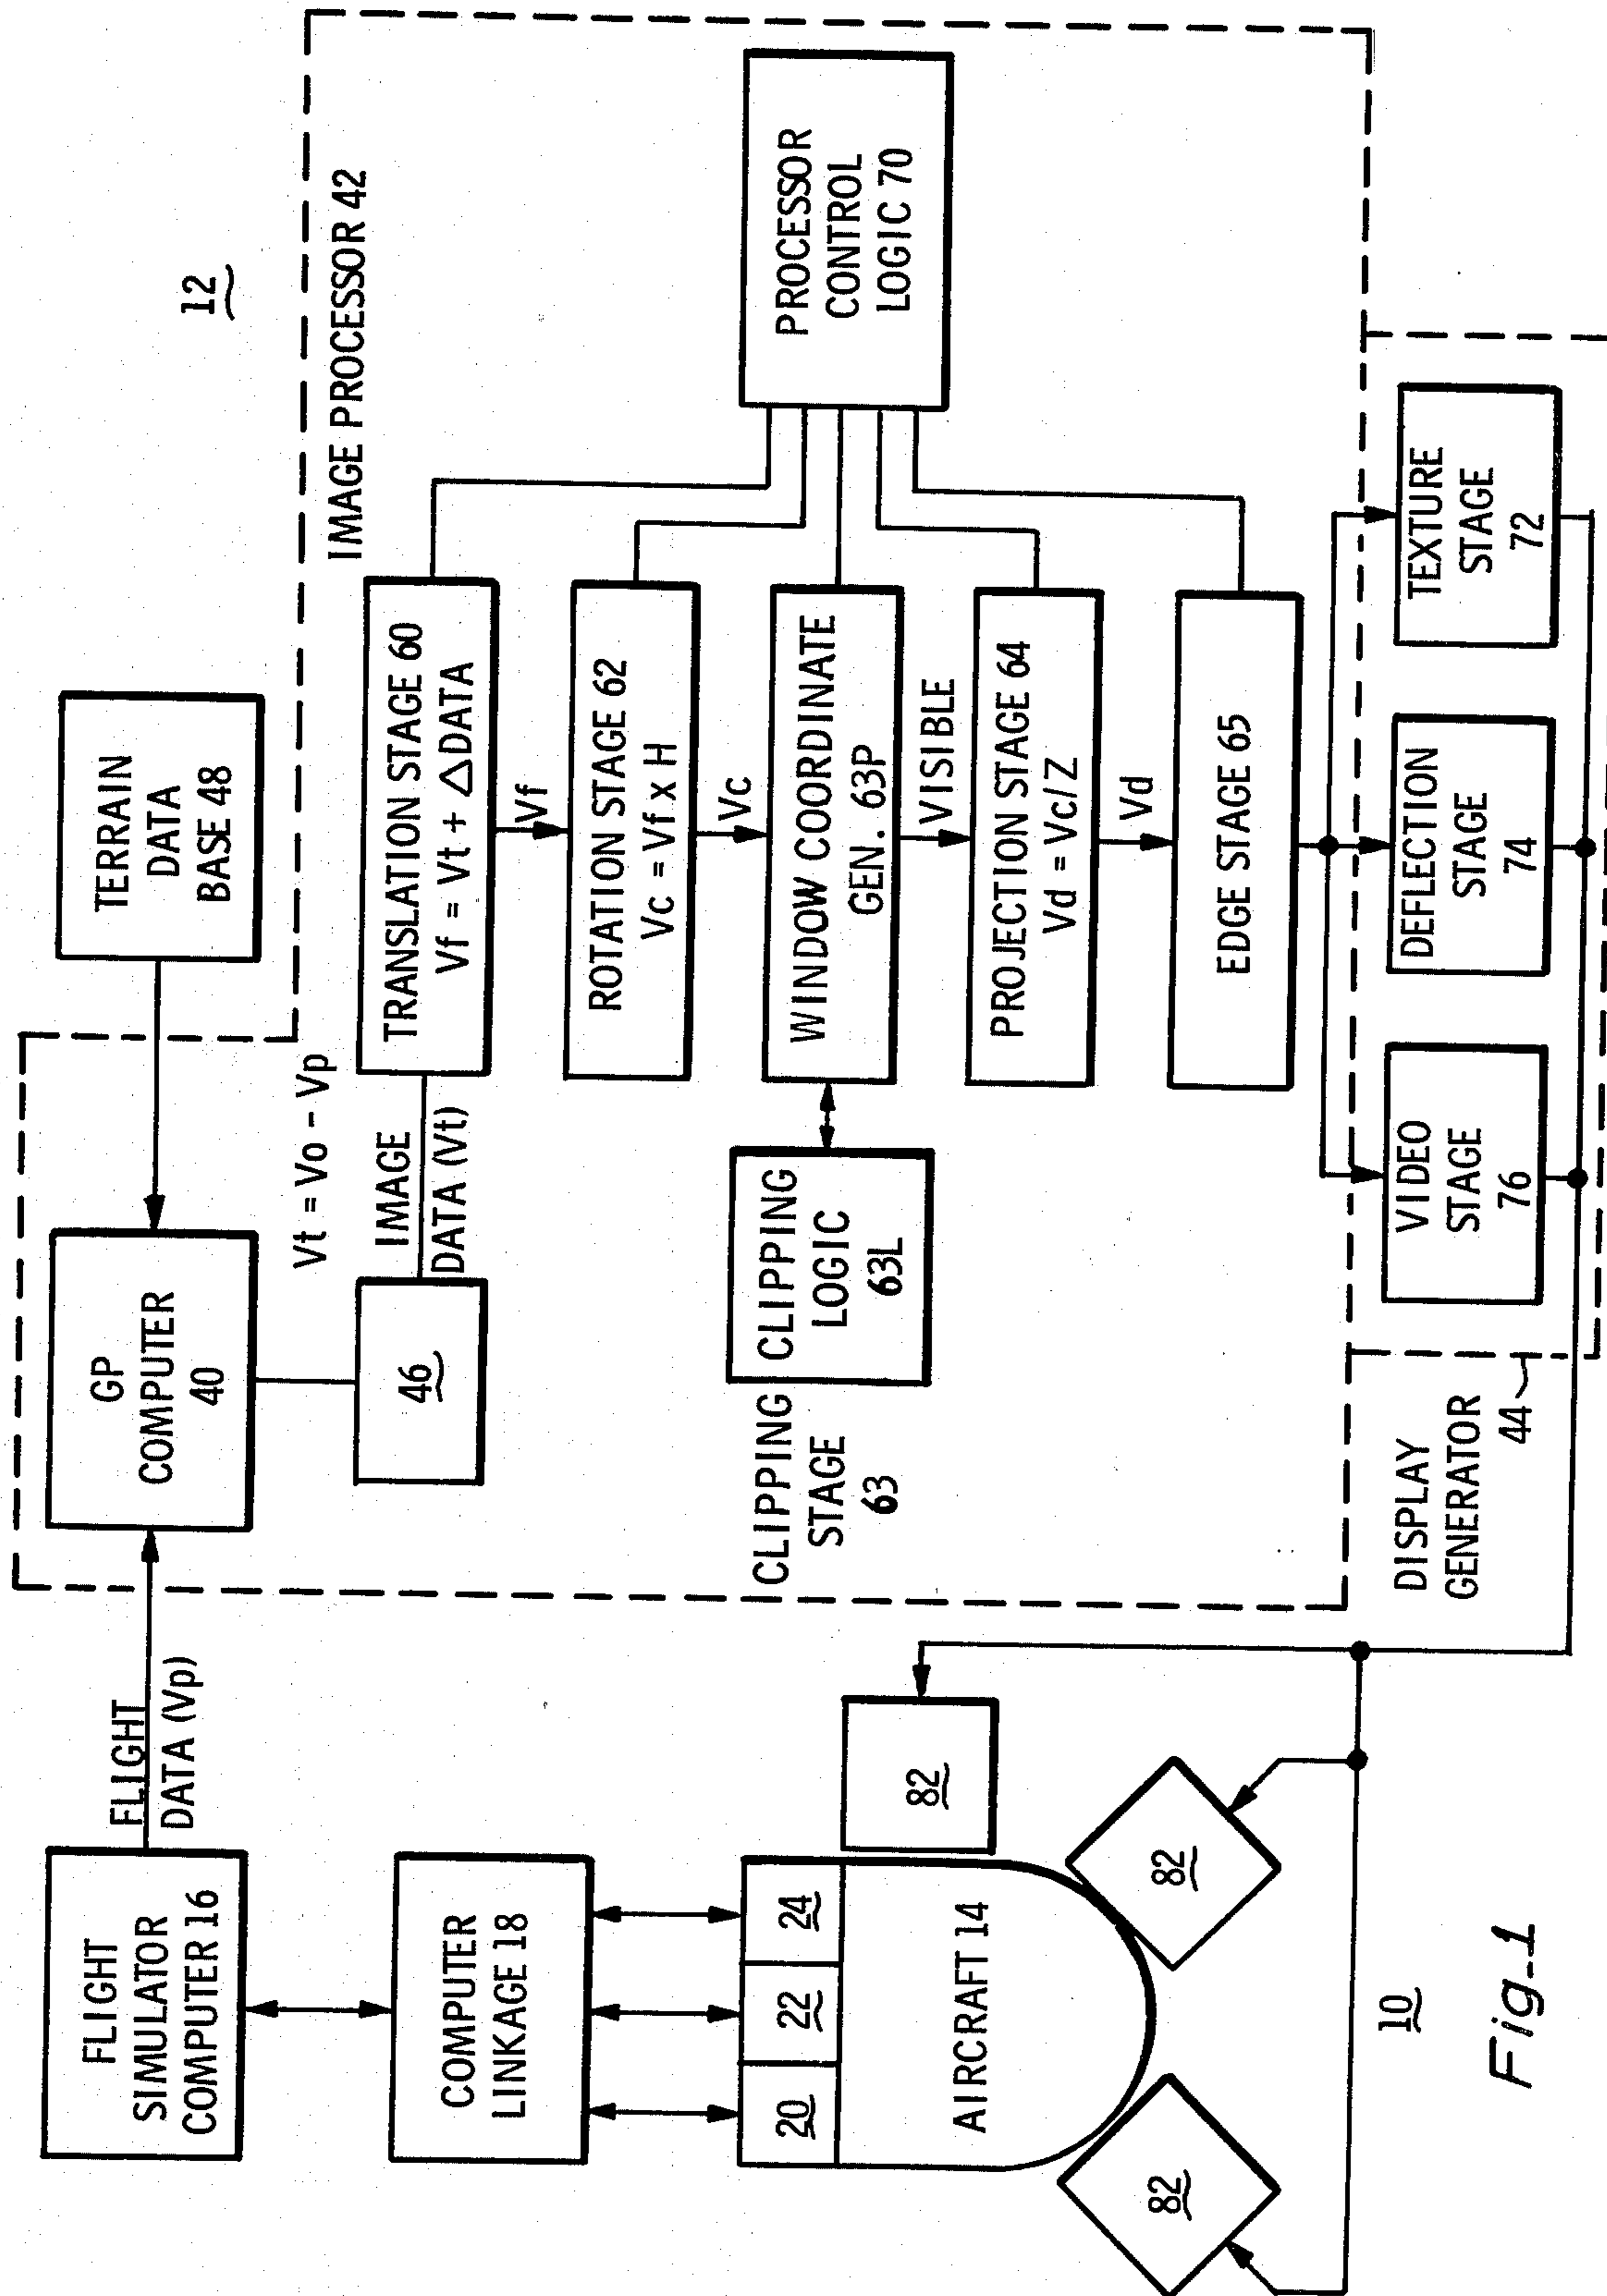 FLIGHT
SIMULATOR
COMPUTER 16
FLIGHT
DATA (Vp)
GP
COMPUTER
40
TERRAIN
DATA
BASE 48
12
IMAGE PROCESSOR 42
Vt = Vo - Vp
46
IMAGE
DATA (Vt)
TRANSLATION STAGE 60
Vf = Vt + ΔDATA
Vf
ROTATION STAGE 62
Vc = Vf x H
Vc
COMPUTER
LINKAGE 18
CLIPPING
STAGE
63
CLIPPING
LOGIC
63L
WINDOW COORDINATE
GEN. 63P
PROCESSOR
CONTROL
LOGIC 70
VISIBLE
PROJECTION STAGE 64
Vd = Vc/Z
Vd
EDGE STAGE 65
20
22
24
AIRCRAFT 14
82
82
82
DISPLAY
GENERATOR
44
VIDEO
STAGE
76
DEFLECTION
STAGE
74
TEXTURE
STAGE
72
10
Fig-1